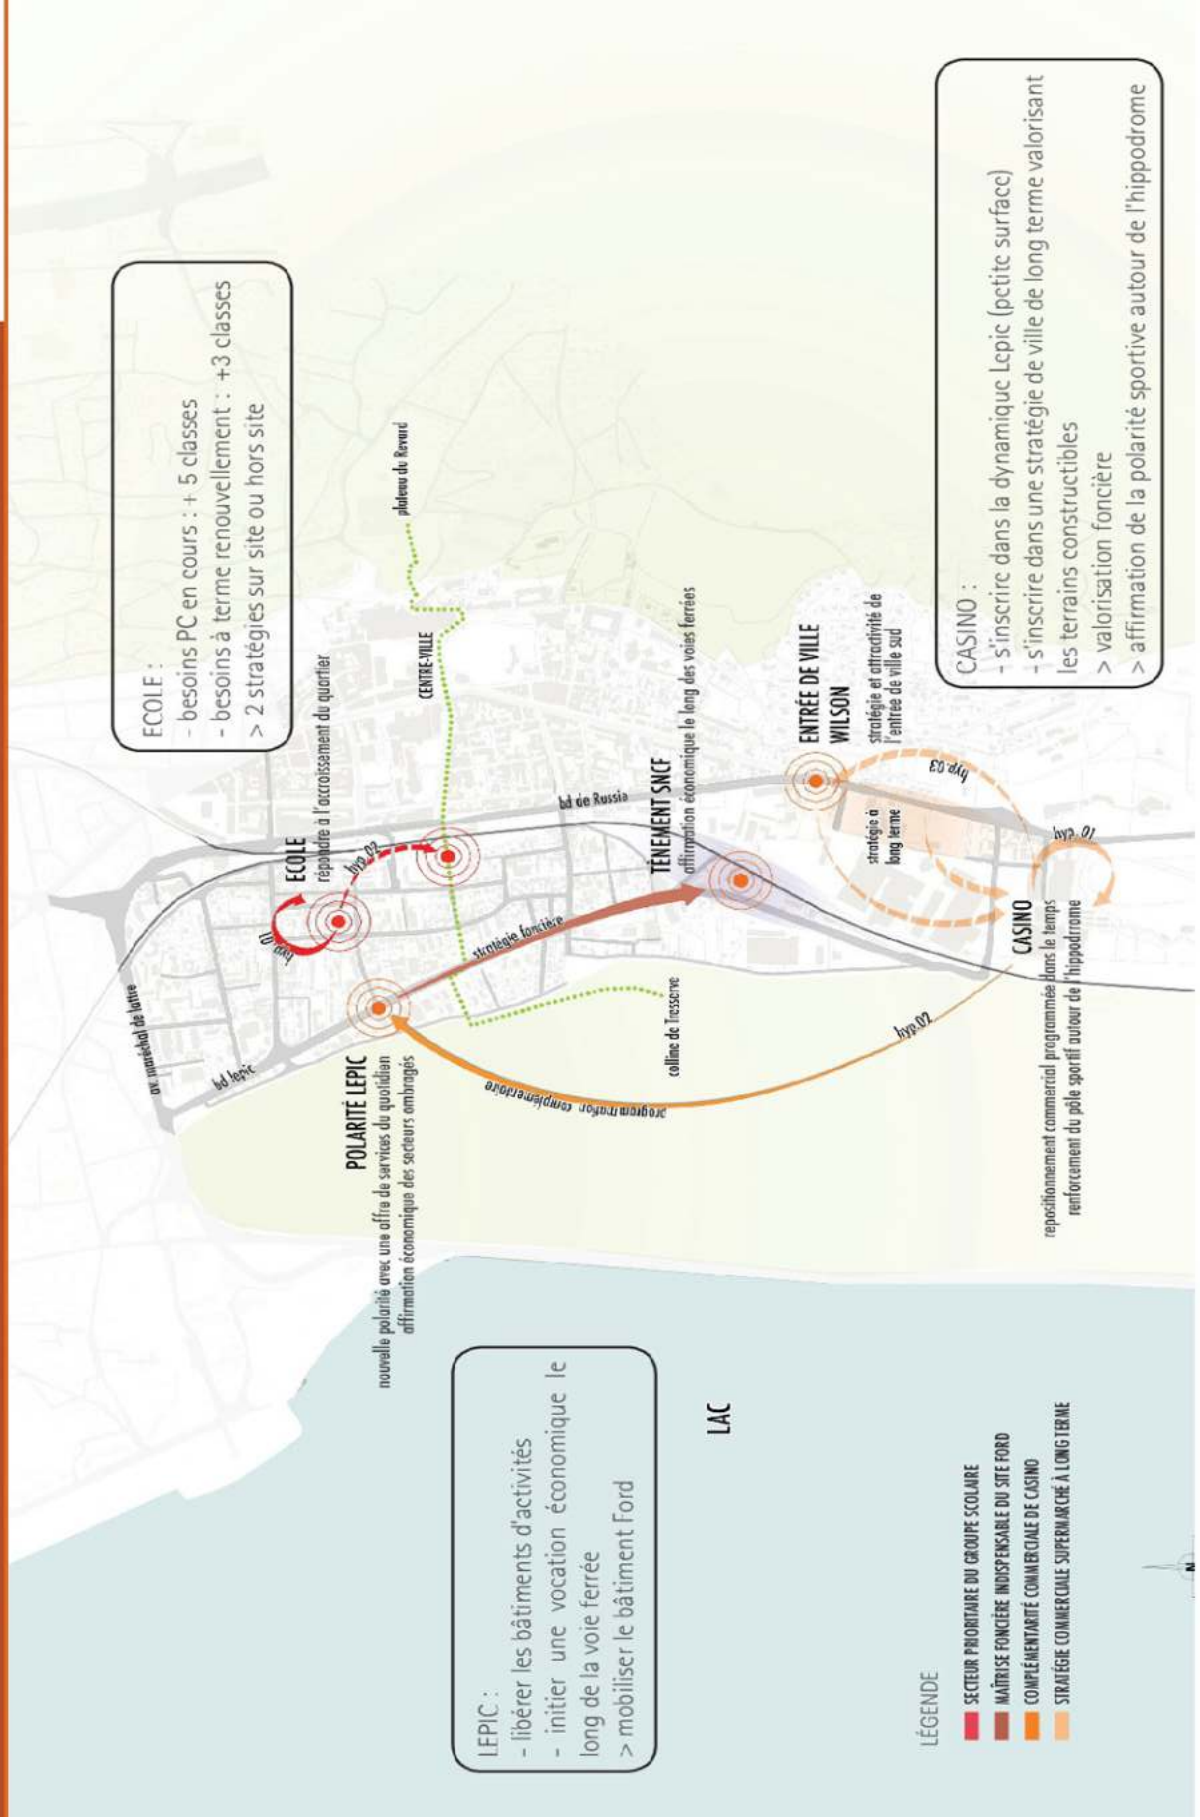 ECOLE :
- besoins PC en cours : + 5 classes
- besoins à terme renouvellement : +3 classes
> 2 stratégies sur site ou hors site
av. maréchal de lattre
bd lepic
hyp.01
ECOLE
répondre à l'accroissement du quartier
hyp.02
POLARITÉ LEPIC
nouvelle polarité avec une offre de services du quotidien
affirmation économique des secteurs ombragés
CENTRE-VILLE
plateau du Revard
stratégie foncière
programmation complémentaire
bd de Russie
colline de Tresserve
TÈNEMENT SNCF
affirmation économique le long des voies ferrées
ENTRÉE DE VILLE
WILSON
stratégie et attractivité de
l'entrée de ville sud
stratégie à
long terme
hyp.03
hyp.02
hyp. 01
CASINO
repositionnement commercial programmée dans le temps
renforcement du pôle sportif autour de l'hippodrrome
LEPIC :
- libérer les bâtiments d'activités
- initier une vocation économique le
long de la voie ferrée
> mobiliser le bâtiment Ford
LAC
CASINO :
- s'inscrire dans la dynamique Lepic (petite surface)
- s'inscrire dans une stratégie de ville de long terme valorisant
les terrains constructibles
> valorisation foncière
> affirmation de la polarité sportive autour de l'hippodrome
LÉGENDE
SECTEUR PRIORITAIRE DU GROUPE SCOLAIRE
MAÎTRISE FONCIÈRE INDISPENSABLE DU SITE FORD
COMPLÉMENTARITÉ COMMERCIALE DE CASINO
STRATÉGIE COMMERCIALE SUPERMARCHÉ À LONG TERME
N